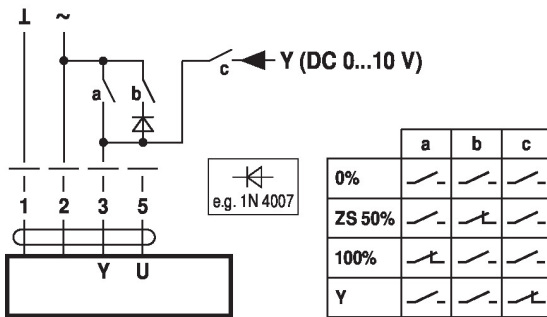 ⊥ ~
a b c Y (DC 0...10 V)
1 2 3 5
Y U
e.g. 1N 4007
a b c
0%
ZS 50%
100%
Y